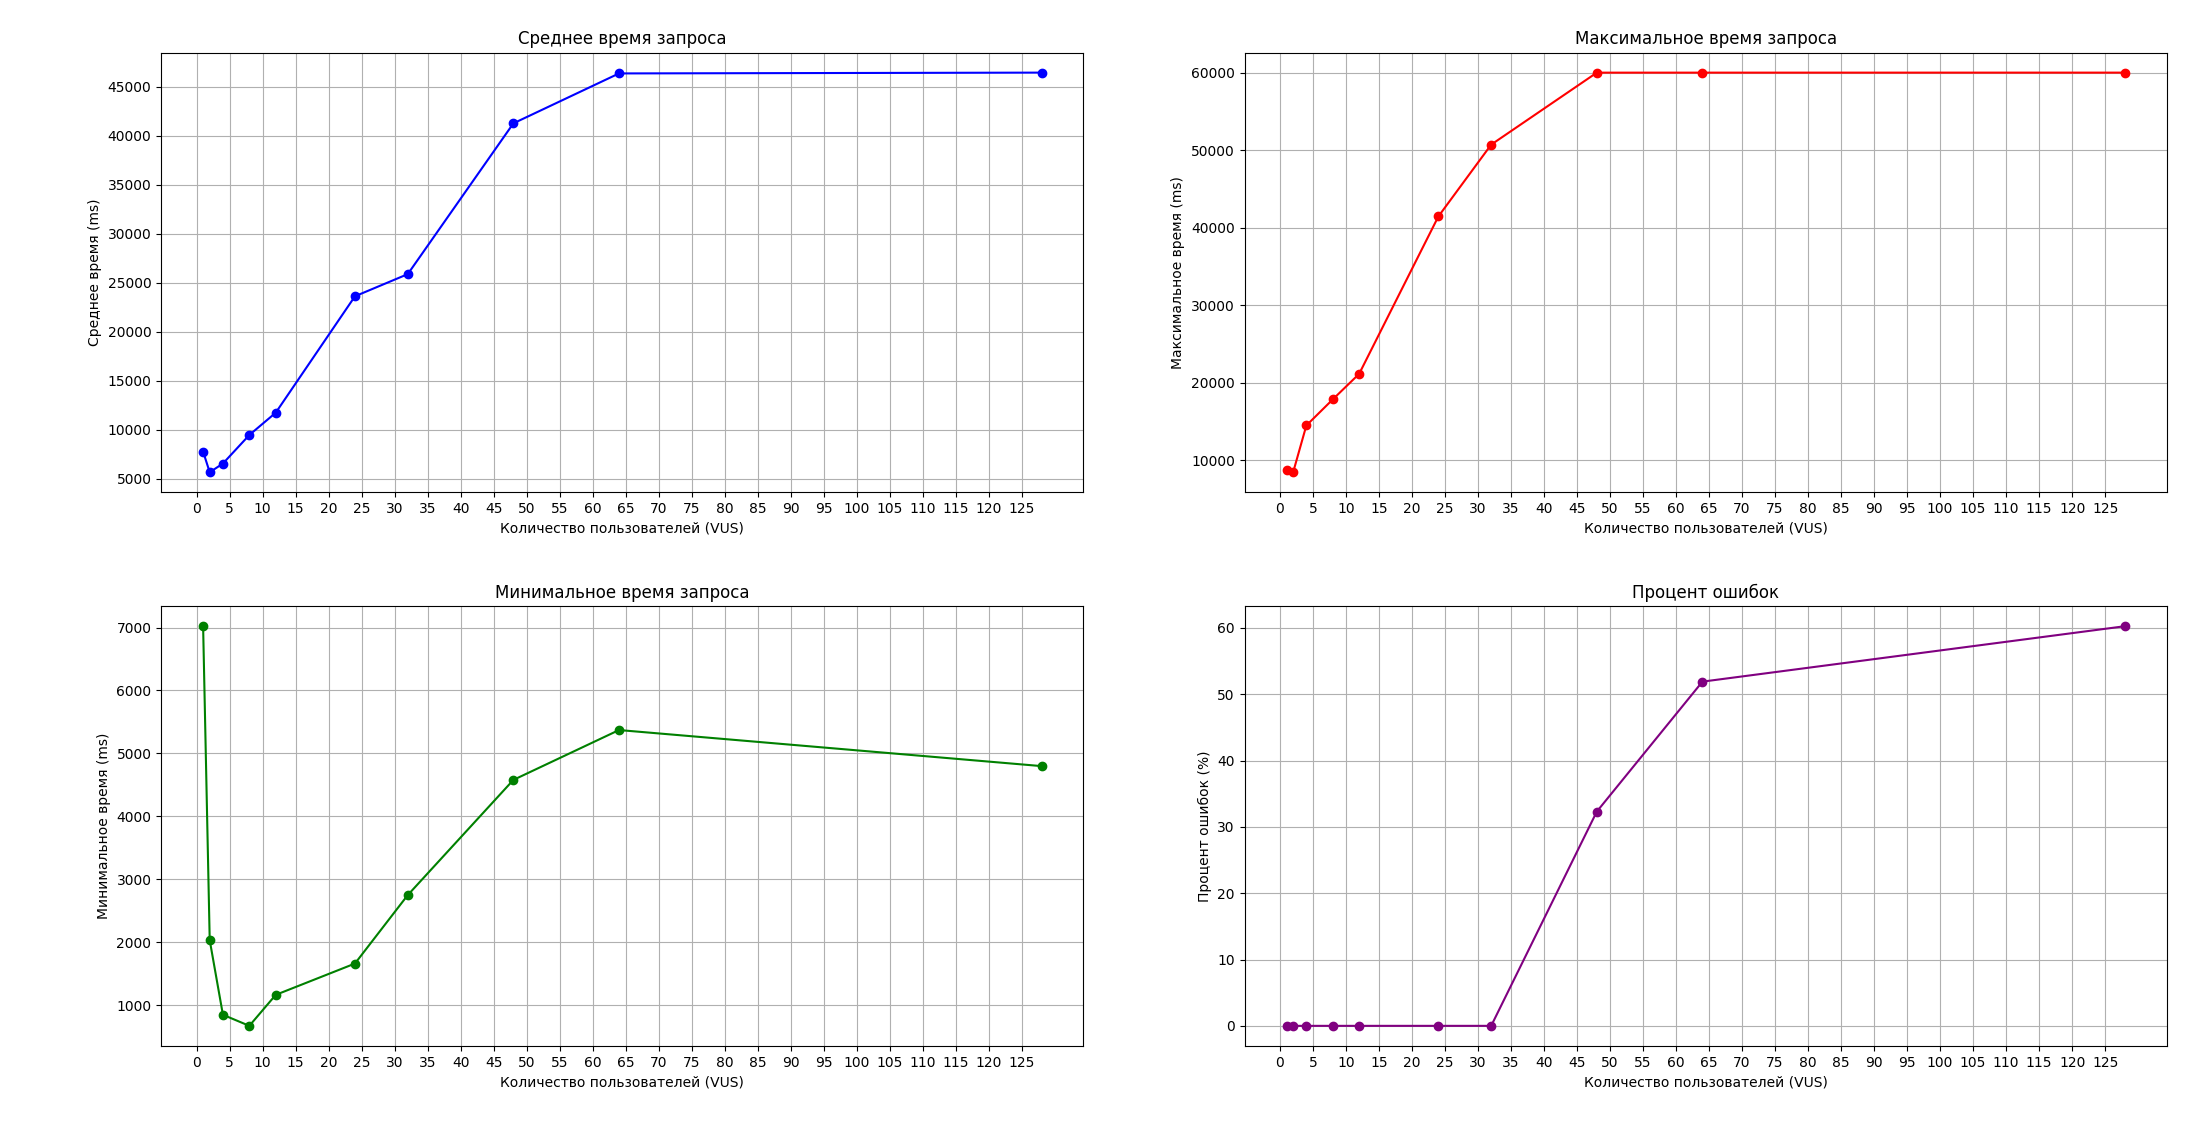 Среднее время запроса
Среднее время (ms)
45000
40000
35000
30000
25000
20000
15000
10000
5000
0 5 10 15 20 25 30 35 40 45 50 55 60 65 70 75 80 85 90 95 100 105 110 115 120 125
Количество пользователей (VUS)
Максимальное время запроса
Максимальное время (ms)
60000
50000
40000
30000
20000
10000
0 5 10 15 20 25 30 35 40 45 50 55 60 65 70 75 80 85 90 95 100 105 110 115 120 125
Количество пользователей (VUS)
Минимальное время запроса
Минимальное время (ms)
7000
6000
5000
4000
3000
2000
1000
0 5 10 15 20 25 30 35 40 45 50 55 60 65 70 75 80 85 90 95 100 105 110 115 120 125
Количество пользователей (VUS)
Процент ошибок
Процент ошибок (%)
60
50
40
30
20
10
0
0 5 10 15 20 25 30 35 40 45 50 55 60 65 70 75 80 85 90 95 100 105 110 115 120 125
Количество пользователей (VUS)